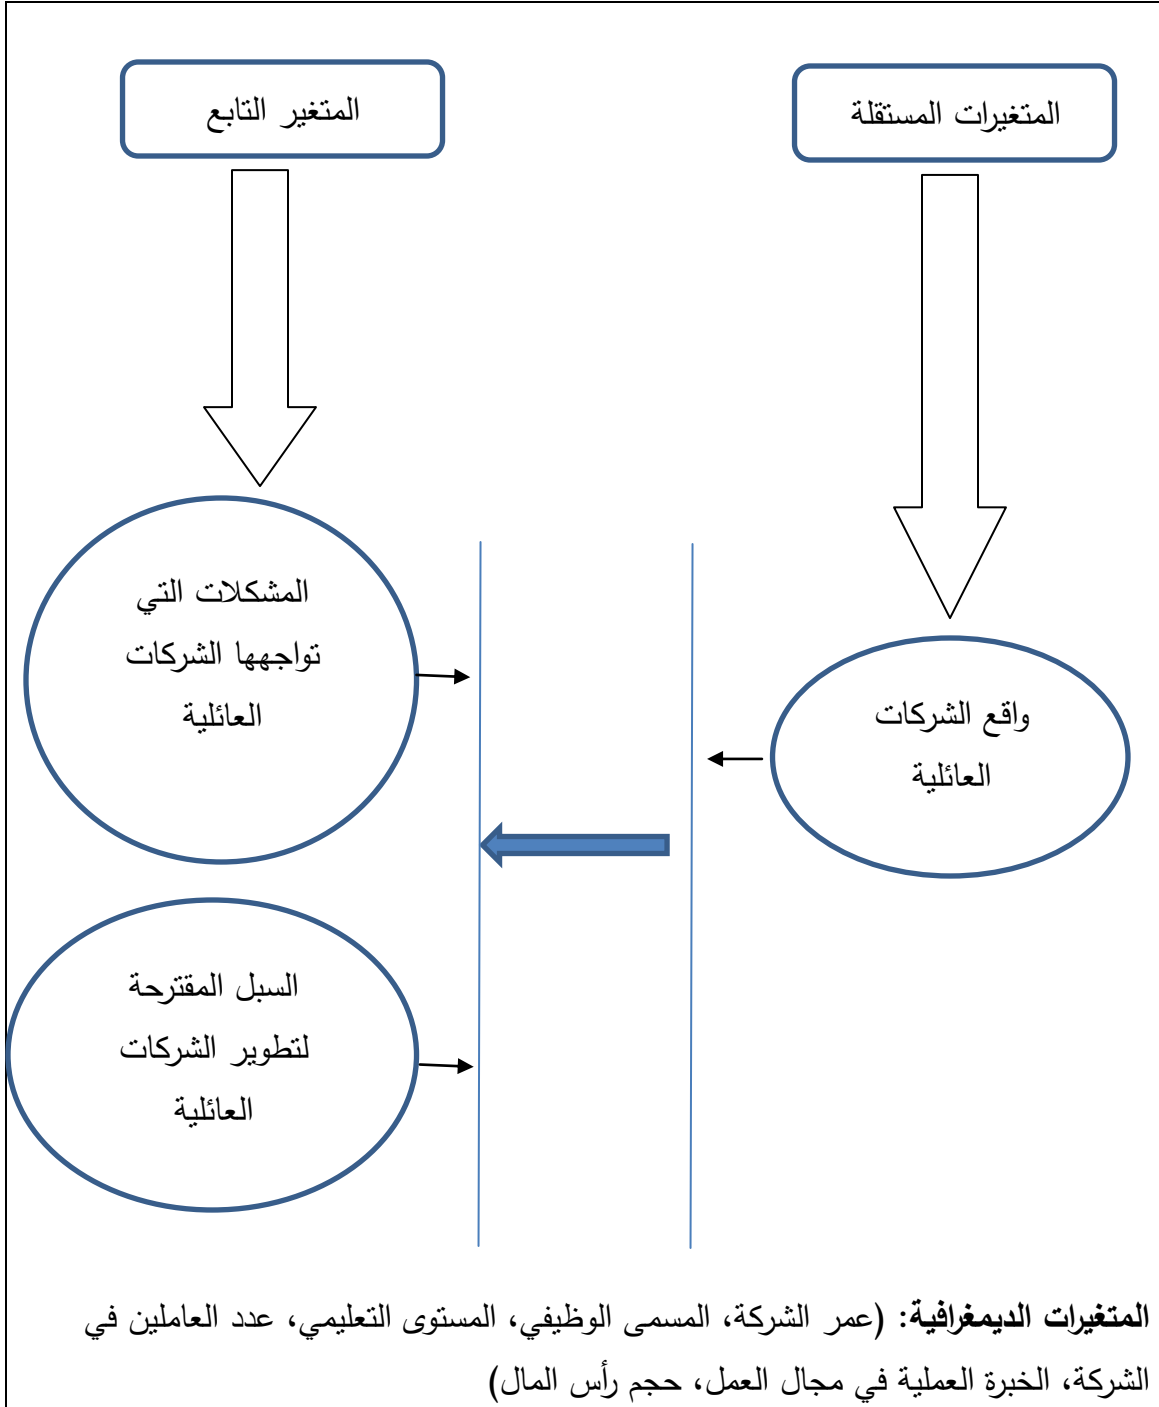 المتغيرات المستقلة
المتغير التابع
واقع الشركات
العائلية
المشكلات التي
تواجهها الشركات
العائلية
السبل المقترحة
لتطوير الشركات
العائلية
المتغيرات الديمغرافية: (عمر الشركة، المسمى الوظيفي، المستوى التعليمي، عدد العاملين في
الشركة، الخبرة العملية في مجال العمل، حجم رأس المال)